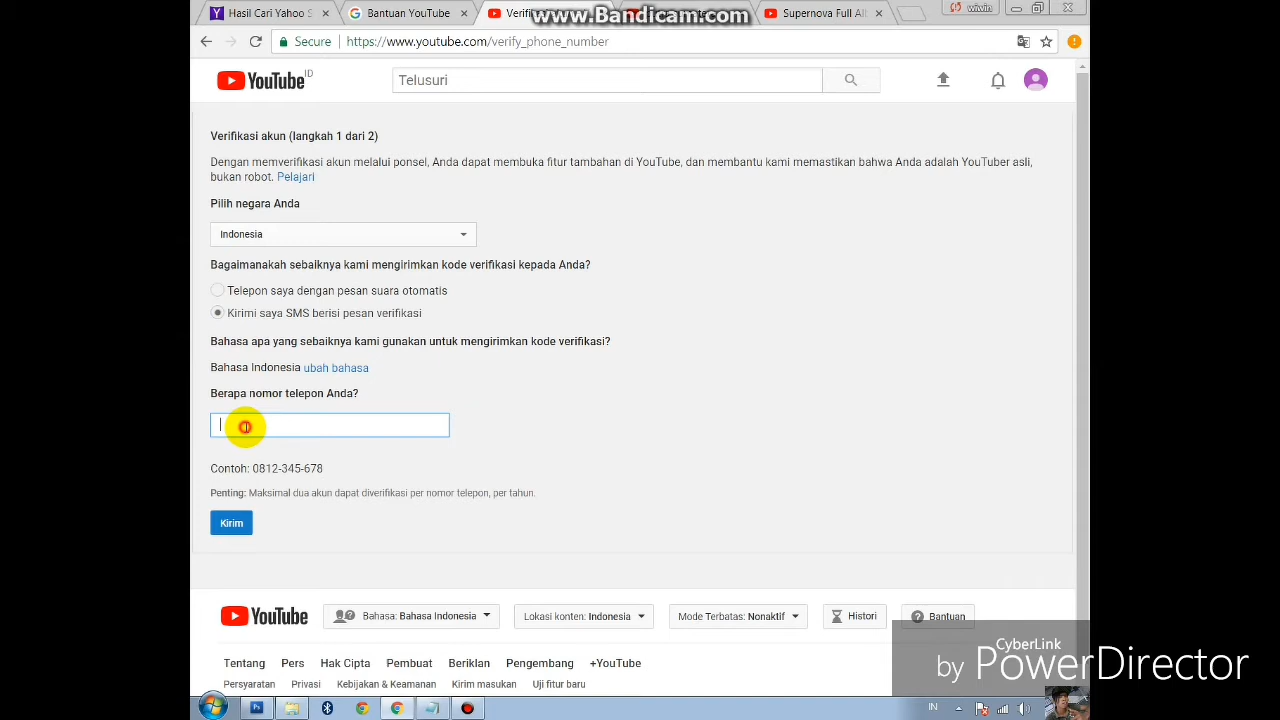 Hasil Cari Yahoo S
Bantuan YouTube
Verifi
Supernova Full Al
wiwin
www.Bandicam.com
Secure
https://www.youtube.com/verify_phone_number
YouTube ID
Telusuri
Verifikasi akun (langkah 1 dari 2)
Dengan memverifikasi akun melalui ponsel, Anda dapat membuka fitur tambahan di YouTube, dan membantu kami memastikan bahwa Anda adalah YouTuber asli,
bukan robot. Pelajari
Pilih negara Anda
Indonesia
Bagaimanakah sebaiknya kami mengirimkan kode verifikasi kepada Anda?
Telepon saya dengan pesan suara otomatis
Kirimi saya SMS berisi pesan verifikasi
Bahasa apa yang sebaiknya kami gunakan untuk mengirimkan kode verifikasi?
Bahasa Indonesia ubah bahasa
Berapa nomor telepon Anda?
Contoh: 0812-345-678
Penting: Maksimal dua akun dapat diverifikasi per nomor telepon, per tahun.
Kirim
YouTube
Bahasa: Bahasa Indonesia
Lokasi konten: Indonesia
Mode Terbatas: Nonaktif
Histori
Bantuan
Tentang Pers Hak Cipta Pembuat Beriklan Pengembang +YouTube
Persyaratan Privasi Kebijakan & Keamanan Kirim masukan Uji fitur baru
CyberLink
by PowerDirector
IN